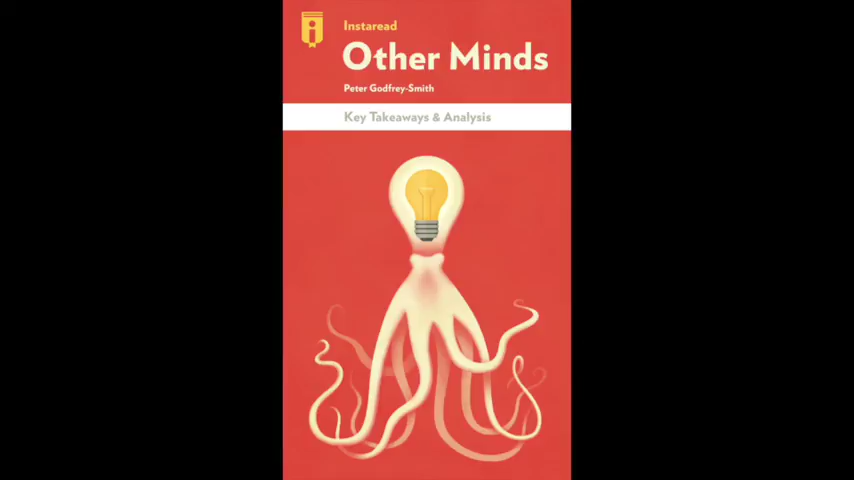 Instaread
Other Minds
Peter Godfrey-Smith
Key Takeaways & Analysis